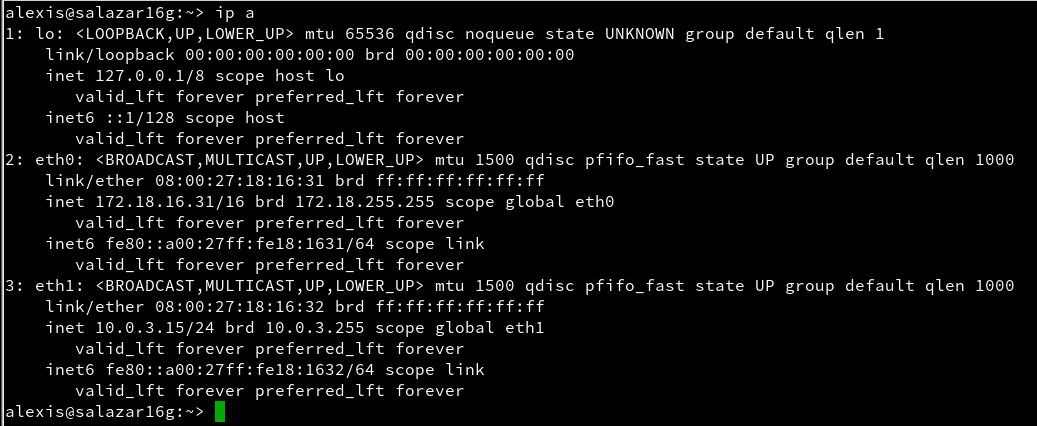 alexis@salazar16g:~> ip a
1: lo: <LOOPBACK,UP,LOWER_UP> mtu 65536 qdisc noqueue state UNKNOWN group default qlen 1
    link/loopback 00:00:00:00:00:00 brd 00:00:00:00:00:00
    inet 127.0.0.1/8 scope host lo
       valid_lft forever preferred_lft forever
    inet6 ::1/128 scope host
       valid_lft forever preferred_lft forever
2: eth0: <BROADCAST,MULTICAST,UP,LOWER_UP> mtu 1500 qdisc pfifo_fast state UP group default qlen 1000
    link/ether 08:00:27:18:16:31 brd ff:ff:ff:ff:ff:ff
    inet 172.18.16.31/16 brd 172.18.255.255 scope global eth0
       valid_lft forever preferred_lft forever
    inet6 fe80::a00:27ff:fe18:1631/64 scope link
       valid_lft forever preferred_lft forever
3: eth1: <BROADCAST,MULTICAST,UP,LOWER_UP> mtu 1500 qdisc pfifo_fast state UP group default qlen 1000
    link/ether 08:00:27:18:16:32 brd ff:ff:ff:ff:ff:ff
    inet 10.0.3.15/24 brd 10.0.3.255 scope global eth1
       valid_lft forever preferred_lft forever
    inet6 fe80::a00:27ff:fe18:1632/64 scope link
       valid_lft forever preferred_lft forever
alexis@salazar16g:~>